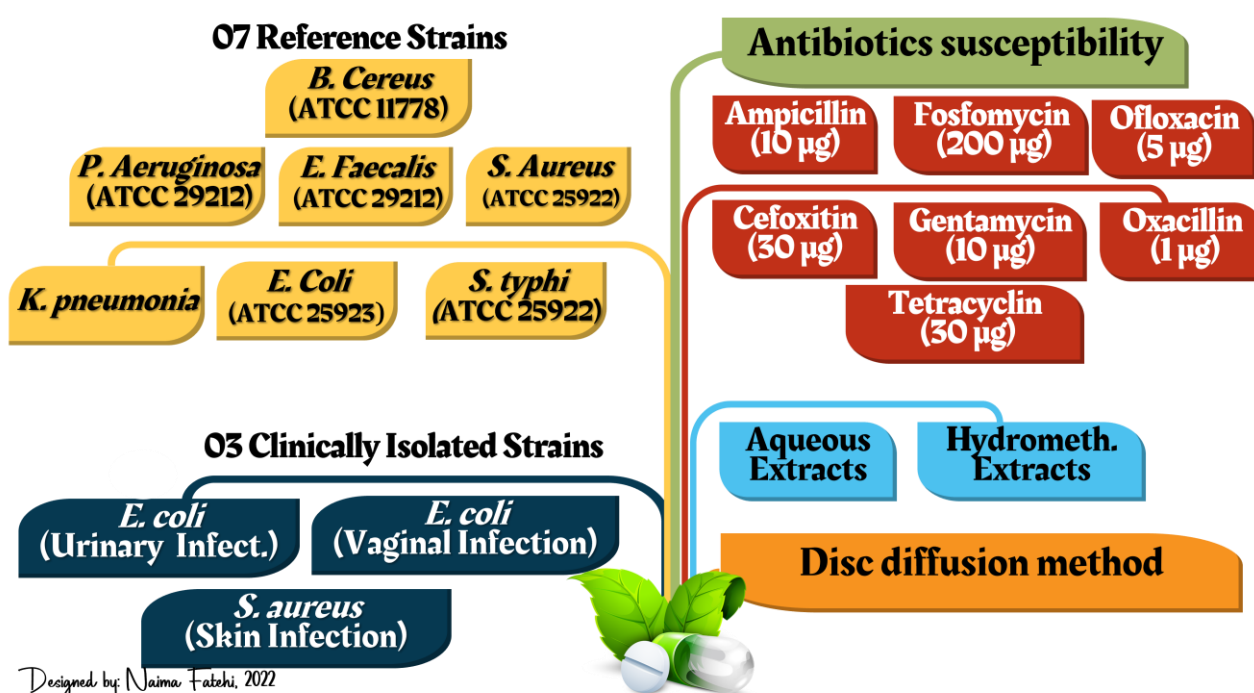 07 Reference Strains
B. Cereus
(ATCC 11778)
P. Aeruginosa
(ATCC 29212)
E. Faecalis
(ATCC 29212)
S. Aureus
(ATCC 25922)
K. pneumonia
E. Coli
(ATCC 25923)
S. typhi
(ATCC 25922)
03 Clinically Isolated Strains
E. coli
(Urinary Infect.)
E. coli
(Vaginal Infection)
S. aureus
(Skin Infection)
Designed by: Naima Fatehi, 2022
Antibiotics susceptibility
Ampicillin
(10 µg)
Fosfomycin
(200 µg)
Ofloxacin
(5 µg)
Cefoxitin
(30 µg)
Gentamycin
(10 µg)
Oxacillin
(1 µg)
Tetracyclin
(30 µg)
Aqueous
Extracts
Hydrometh.
Extracts
Disc diffusion method